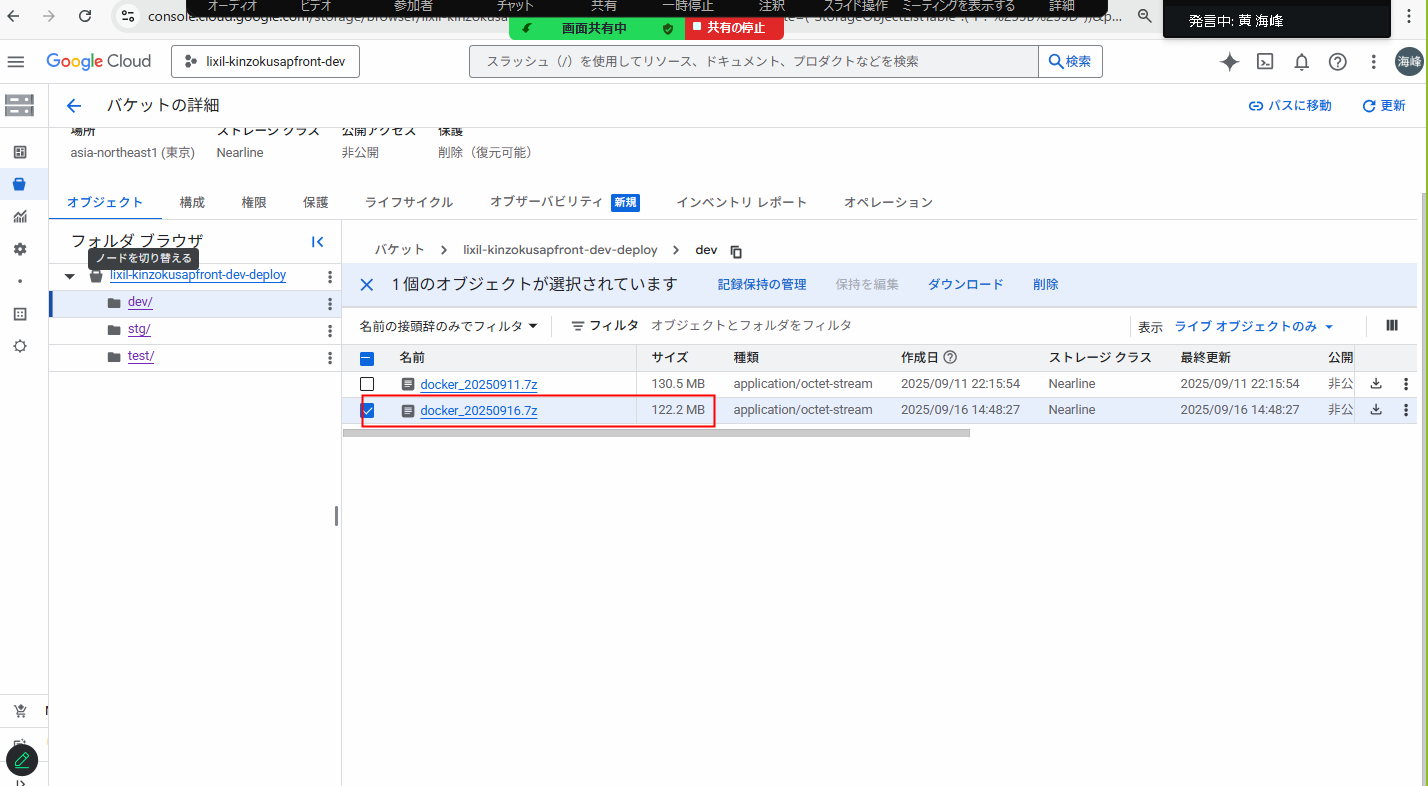 オーディオ ビデオ 参加者 チャット 共有 一時停止 注釈 スライド操作 ミーティングを表示する 詳細
console.cloud.google.com/storage/browser/lixil-kinzokusa
画面共有中 共有の停止
発言中: 黄 海峰
Google Cloud lixil-kinzokusapfront-dev スラッシュ（/）を使用してリソース、ドキュメント、プロダクトなどを検索 検索 海峰
バケットの詳細 パスに移動 更新
場所 ストレージ クラス 公開アクセス 保護
asia-northeast1 (東京) Nearline 非公開 削除（復元可能）
オブジェクト 構成 権限 保護 ライフサイクル オブザーバビリティ 新規 インベントリ レポート オペレーション
フォルダ ブラウザ
ノードを切り替える
lixil-kinzokusapfront-dev-deploy
dev/
stg/
test/
バケット lixil-kinzokusapfront-dev-deploy dev
1 個のオブジェクトが選択されています 記録保持の管理 保持を編集 ダウンロード 削除
名前の接頭辞のみでフィルタ フィルタ オブジェクトとフォルダをフィルタ 表示 ライブ オブジェクトのみ
名前 サイズ 種類 作成日 ストレージ クラス 最終更新 公開
docker_20250911.7z 130.5 MB application/octet-stream 2025/09/11 22:15:54 Nearline 2025/09/11 22:15:54 非公
docker_20250916.7z 122.2 MB application/octet-stream 2025/09/16 14:48:27 Nearline 2025/09/16 14:48:27 非公